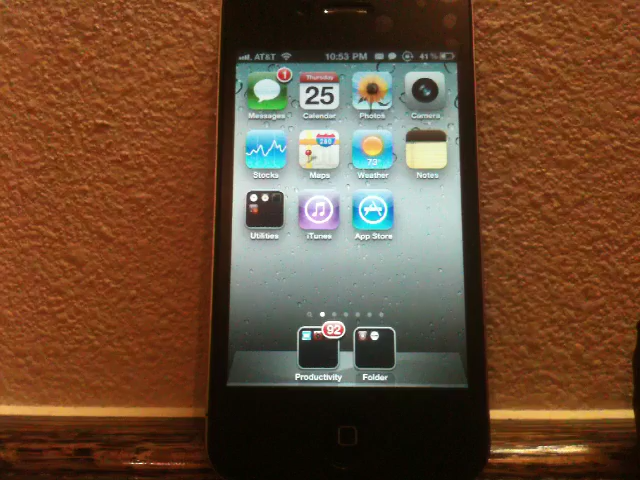 AT&T 10:53 PM 41%
1
Thursday
25
Messages Calendar Photos Camera
280
73°
Stocks Maps Weather Notes
Utilities iTunes App Store
92
Productivity Folder